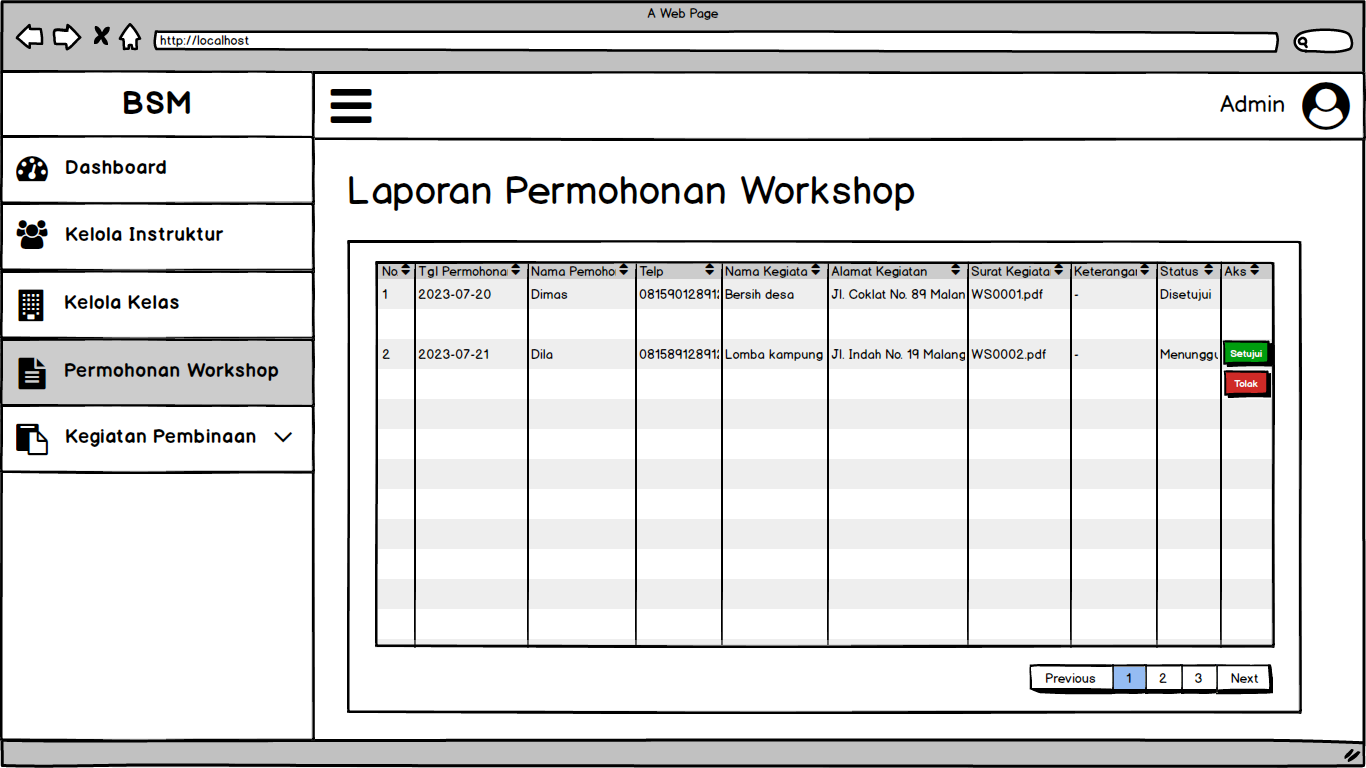 A Web Page
http://localhost
BSM
Admin
Dashboard
Kelola Instruktur
Kelola Kelas
Permohonan Workshop
Kegiatan Pembinaan
Laporan Permohonan Workshop
No Tgl Permohona Nama Pemoho Telp Nama Kegiata Alamat Kegiatan Surat Kegiata Keterangan Status Aks
1 2023-07-20 Dimas 081590128912 Bersih desa Jl. Coklat No. 89 Malan WS0001.pdf - Disetujui
2 2023-07-21 Dila 081589128912 Lomba kampung Jl. Indah No. 19 Malang WS0002.pdf - Menunggu Setujui
Tolak
Previous 1 2 3 Next